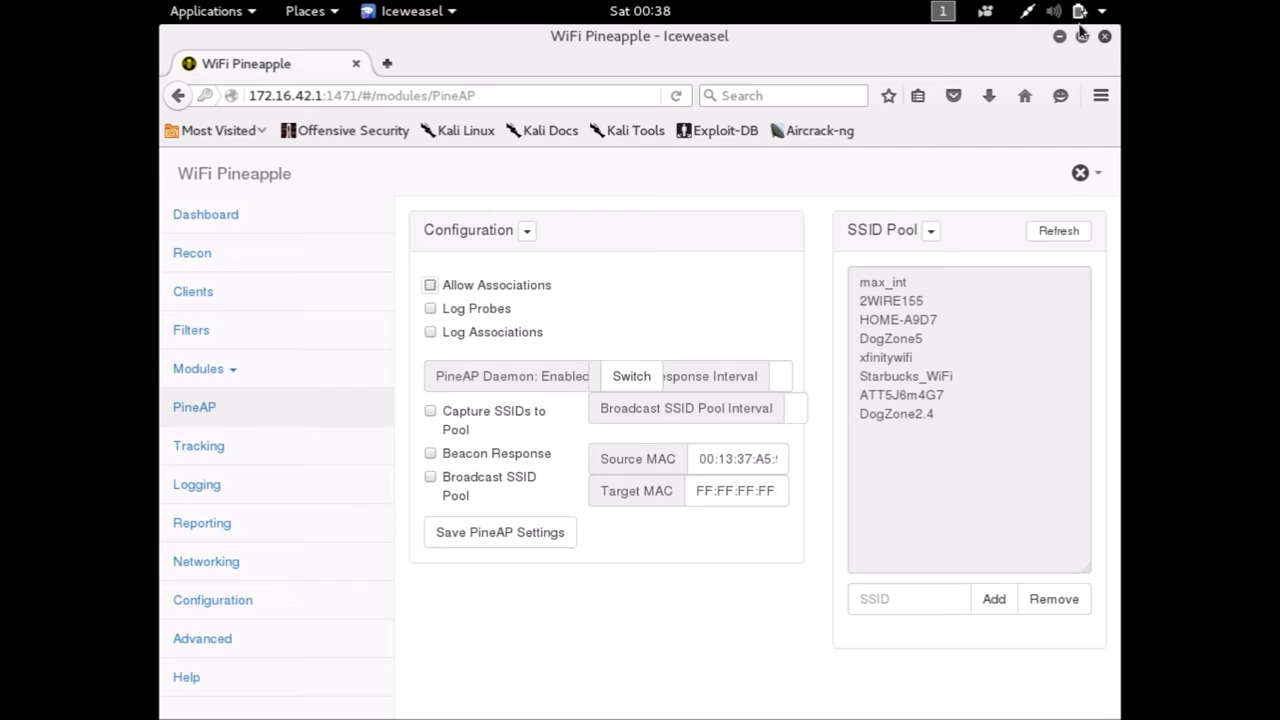 Applications Places Iceweasel Sat 00:38 1
WiFi Pineapple - Iceweasel
WiFi Pineapple
172.16.42.1:1471/#/modules/PineAP Search
Most Visited Offensive Security Kali Linux Kali Docs Kali Tools Exploit-DB Aircrack-ng
WiFi Pineapple
Dashboard
Recon
Clients
Filters
Modules
PineAP
Tracking
Logging
Reporting
Networking
Configuration
Advanced
Help
Configuration
Allow Associations
Log Probes
Log Associations
PineAP Daemon: Enabled Switch esponse Interval
Broadcast SSID Pool Interval
Capture SSIDs to
Pool
Beacon Response
Broadcast SSID
Pool
Source MAC 00:13:37:A5:
Target MAC FF:FF:FF:FF
Save PineAP Settings
SSID Pool Refresh
max_int
2WIRE155
HOME-A9D7
DogZone5
xfinitywifi
Starbucks_WiFi
ATT5J6m4G7
DogZone2.4
SSID Add Remove